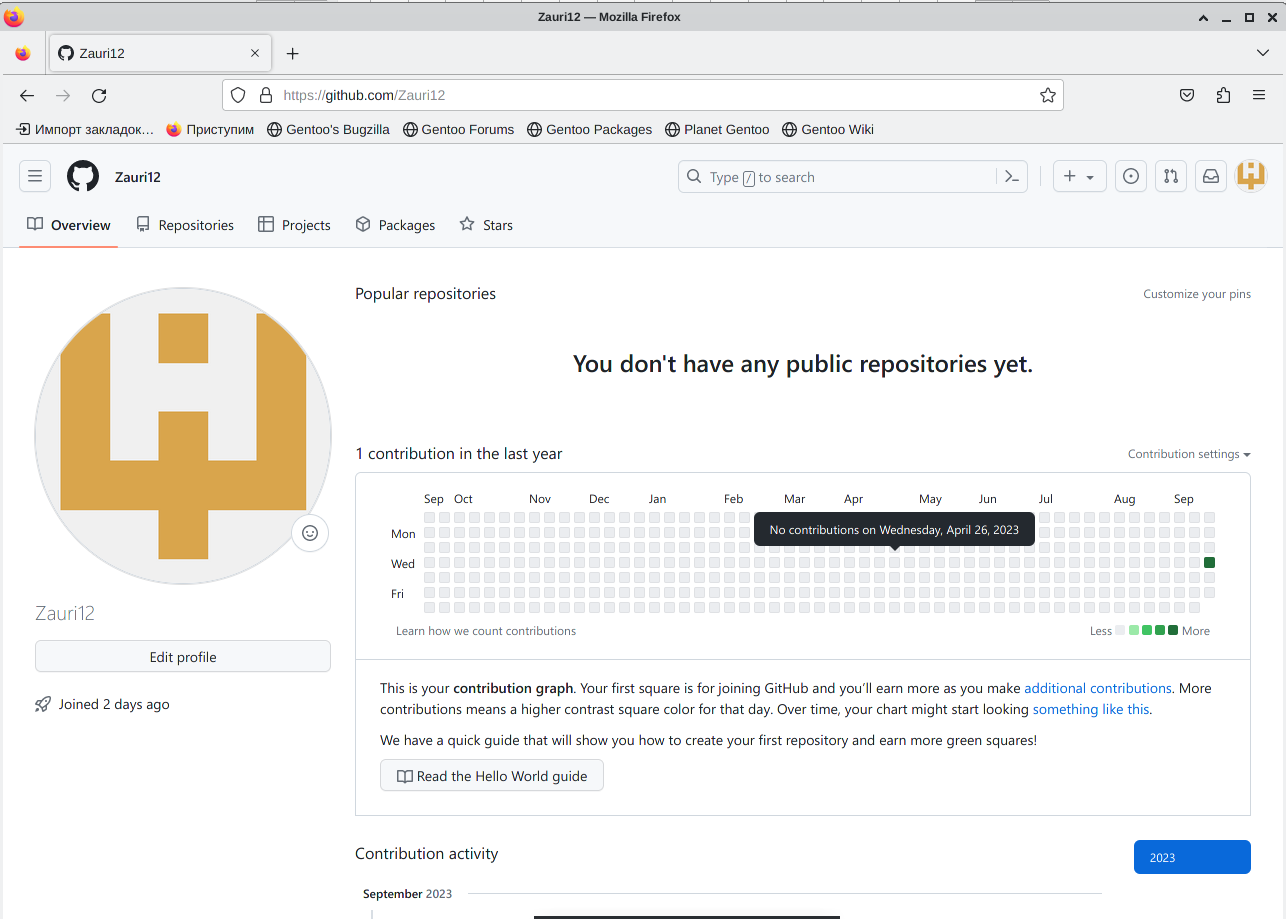 Zauri12 — Mozilla Firefox
Zauri12
https://github.com/Zauri12
Импорт закладок… Приступим Gentoo's Bugzilla Gentoo Forums Gentoo Packages Planet Gentoo Gentoo Wiki
Zauri12 Type / to search
Overview Repositories Projects Packages Stars
Popular repositories Customize your pins
You don't have any public repositories yet.
1 contribution in the last year Contribution settings
Sep Oct Nov Dec Jan Feb Mar Apr May Jun Jul Aug Sep
No contributions on Wednesday, April 26, 2023
Mon
Wed
Fri
Learn how we count contributions Less More
Zauri12
Edit profile
Joined 2 days ago
This is your contribution graph. Your first square is for joining GitHub and you’ll earn more as you make additional contributions. More
contributions means a higher contrast square color for that day. Over time, your chart might start looking something like this.
We have a quick guide that will show you how to create your first repository and earn more green squares!
Read the Hello World guide
Contribution activity 2023
September 2023